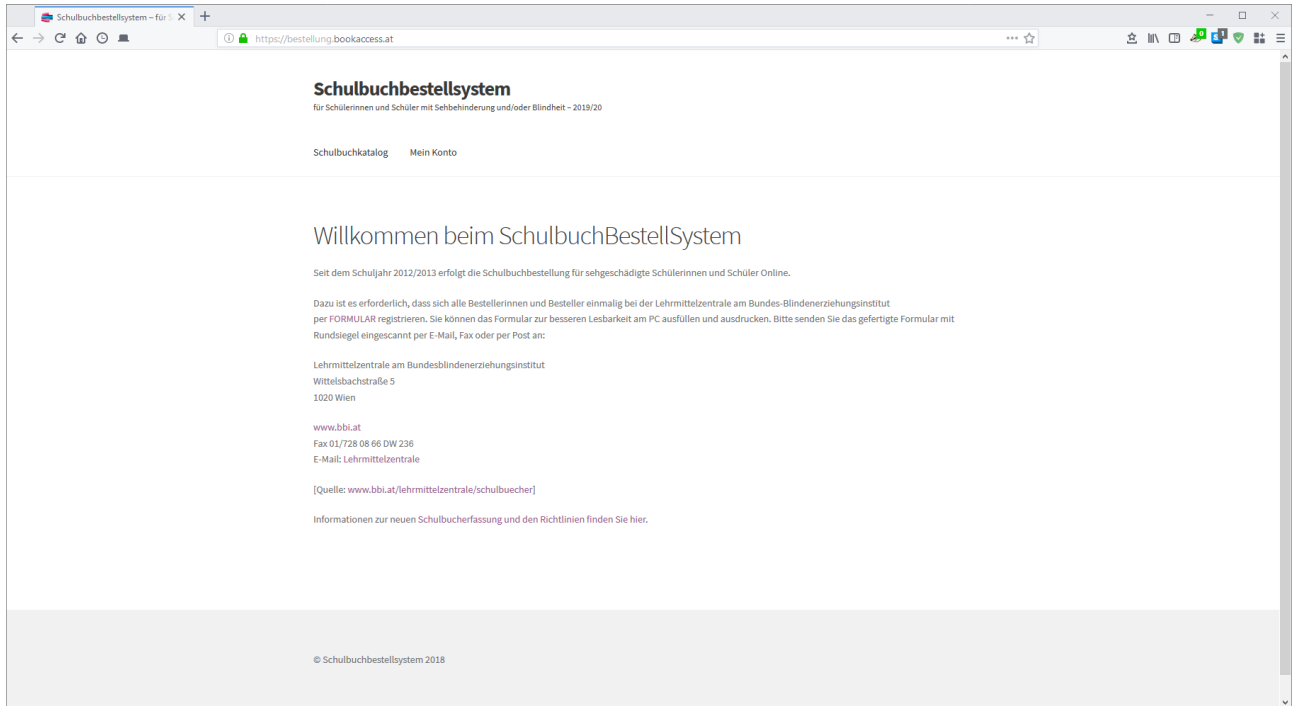 Schulbuchbestellsystem – für S
https://bestellung.bookaccess.at
0
1
Schulbuchbestellsystem
für Schülerinnen und Schüler mit Sehbehinderung und/oder Blindheit – 2019/20
Schulbuchkatalog Mein Konto
Willkommen beim SchulbuchBestellSystem
Seit dem Schuljahr 2012/2013 erfolgt die Schulbuchbestellung für sehgeschädigte Schülerinnen und Schüler Online.
Dazu ist es erforderlich, dass sich alle Bestellerinnen und Besteller einmalig bei der Lehrmittelzentrale am Bundes-Blindenerziehungsinstitut
per FORMULAR registrieren. Sie können das Formular zur besseren Lesbarkeit am PC ausfüllen und ausdrucken. Bitte senden Sie das gefertigte Formular mit
Rundsiegel eingescannt per E-Mail, Fax oder per Post an:
Lehrmittelzentrale am Bundesblindenerziehungsinstitut
Wittelsbachstraße 5
1020 Wien
www.bbi.at
Fax 01/728 08 66 DW 236
E-Mail: Lehrmittelzentrale
[Quelle: www.bbi.at/lehrmittelzentrale/schulbuecher]
Informationen zur neuen Schulbucherfassung und den Richtlinien finden Sie hier.
© Schulbuchbestellsystem 2018